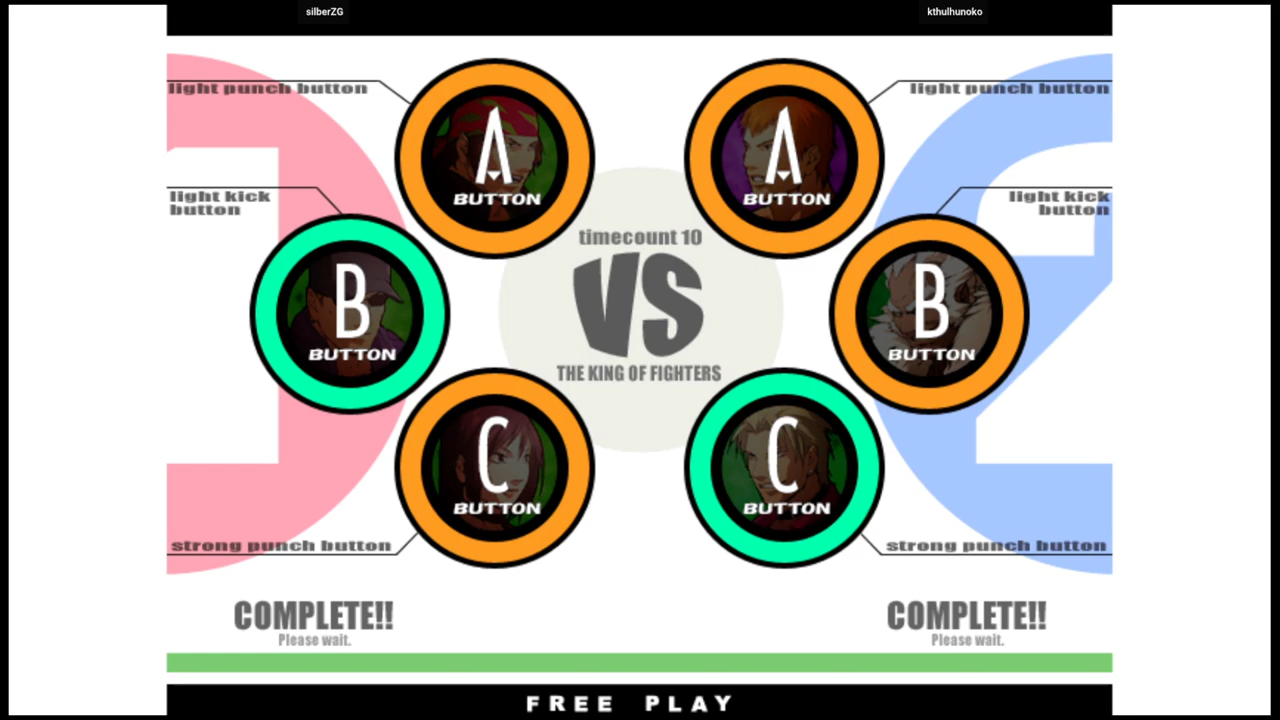 silberZG
kthulhunoko
light punch button
light punch button
A
BUTTON
A
BUTTON
light kick
button
light kick
button
timecount 10
VS
THE KING OF FIGHTERS
B
BUTTON
B
BUTTON
C
BUTTON
C
BUTTON
strong punch button
strong punch button
COMPLETE!!
Please wait.
COMPLETE!!
Please wait.
FREE PLAY